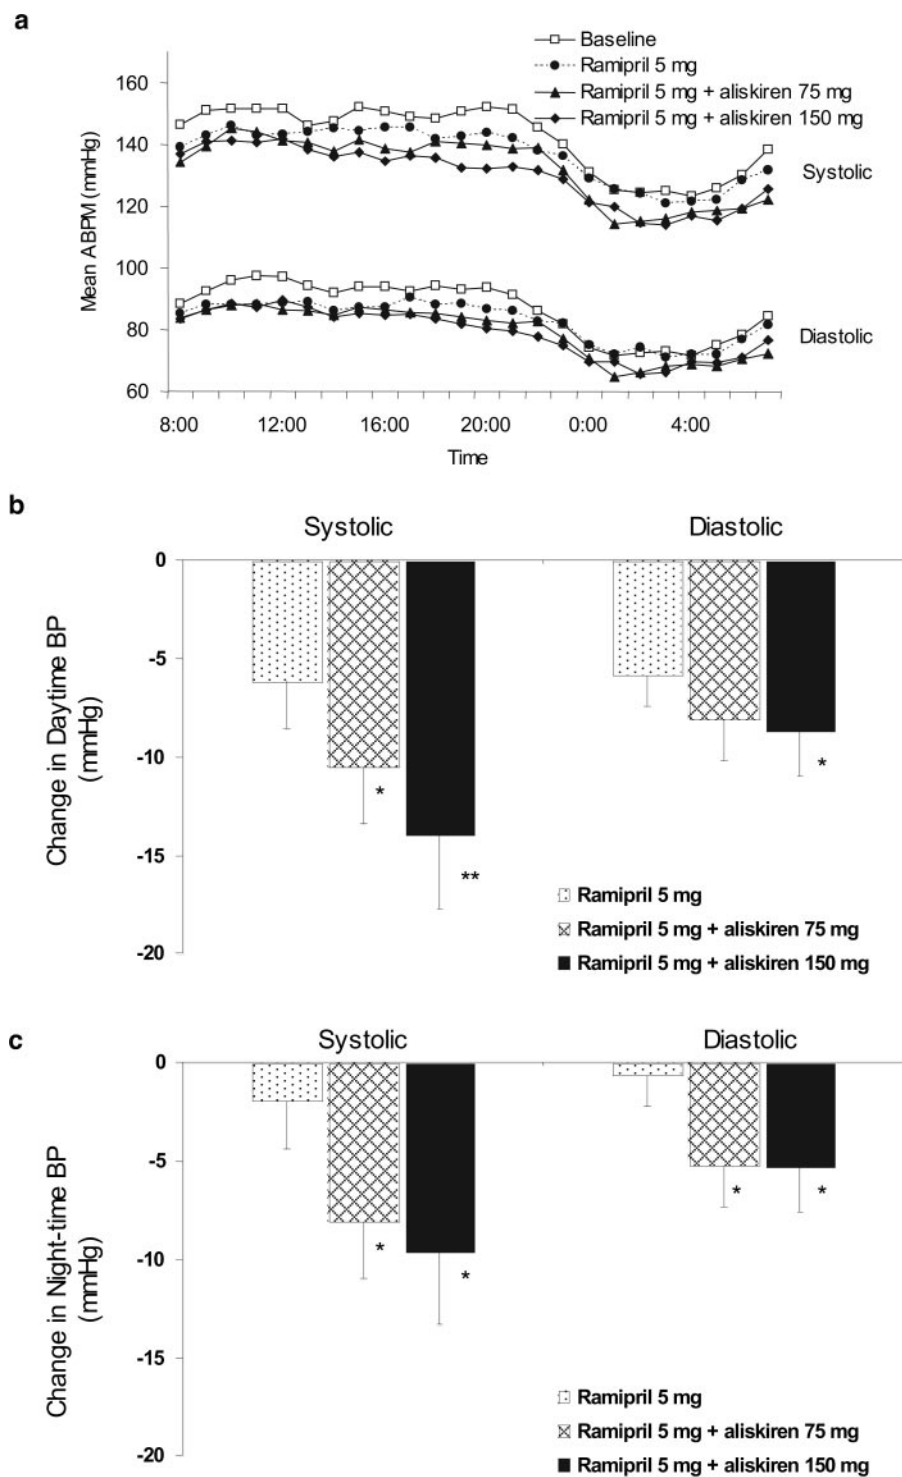 a
Baseline
Ramipril 5 mg
Ramipril 5 mg + aliskiren 75 mg
Ramipril 5 mg + aliskiren 150 mg
Mean ABPM (mmHg)
160
140
120
100
80
60
Systolic
Diastolic
8:00 12:00 16:00 20:00 0:00 4:00
Time
b
Systolic Diastolic
Change in Daytime BP
(mmHg)
0
-5
-10
-15
-20
*
**
*
Ramipril 5 mg
Ramipril 5 mg + aliskiren 75 mg
Ramipril 5 mg + aliskiren 150 mg
c
Systolic Diastolic
Change in Night-time BP
(mmHg)
0
-5
-10
-15
-20
*
*
*
*
Ramipril 5 mg
Ramipril 5 mg + aliskiren 75 mg
Ramipril 5 mg + aliskiren 150 mg